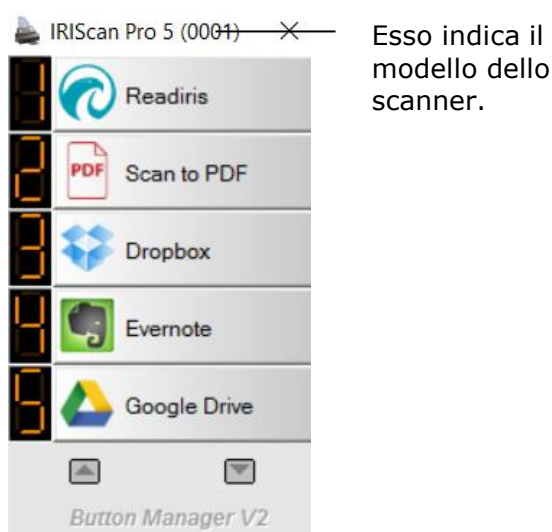 IRIScan Pro 5 (0001)
Esso indica il
modello dello
scanner.
1 Readiris
2 PDF Scan to PDF
3 Dropbox
4 Evernote
5 Google Drive
Button Manager V2